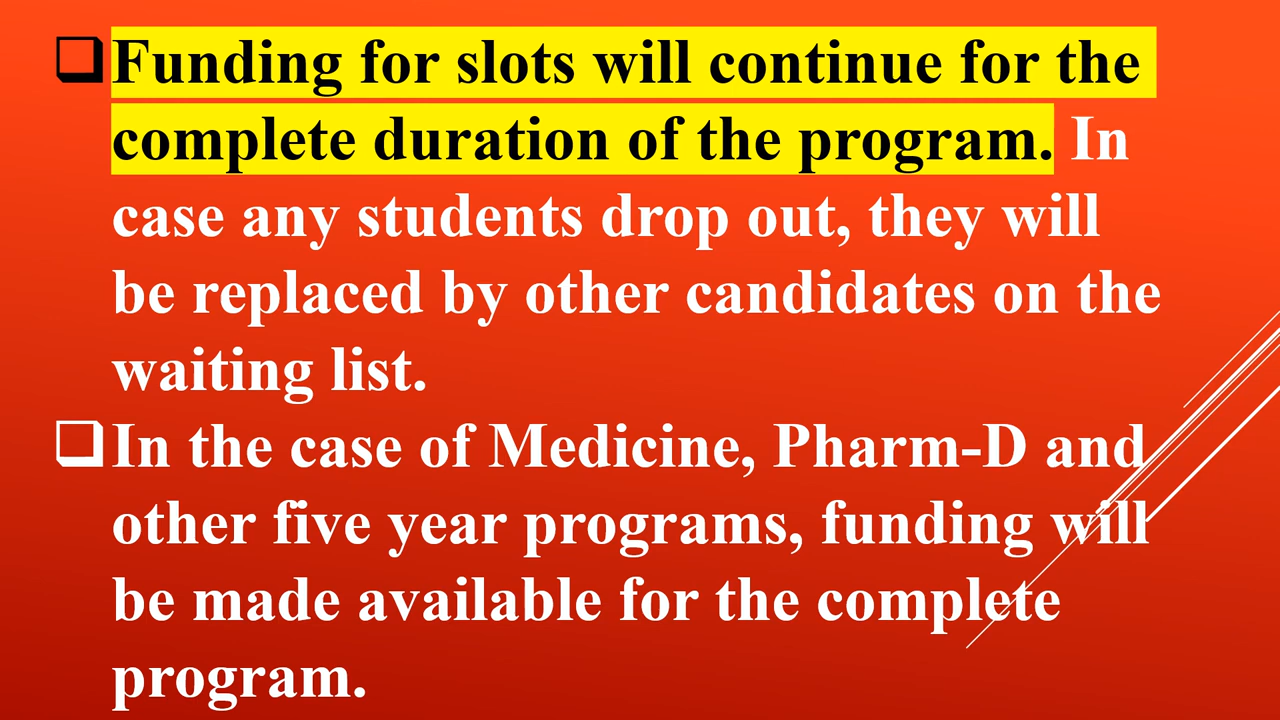 ❑Funding for slots will continue for the
complete duration of the program. In
case any students drop out, they will
be replaced by other candidates on the
waiting list.
❑In the case of Medicine, Pharm-D and
other five year programs, funding will
be made available for the complete
program.